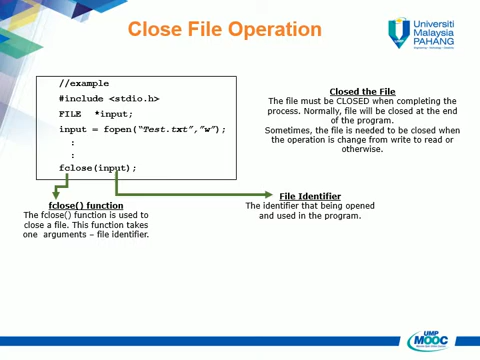 Close File Operation
Universiti
Malaysia
PAHANG
//example
#include <stdio.h>
FILE *input;
input = fopen("Test.txt","w");
:
:
fclose(input);
Closed the File
The file must be CLOSED when completing the
process. Normally, file will be closed at the end
of the program.
Sometimes, the file is needed to be closed when
the operation is change from write to read or
otherwise.
fclose() function
The fclose() function is used to
close a file. This function takes
one arguments – file identifier.
File Identifier
The identifier that being opened
and used in the program.
UMP
MOOC